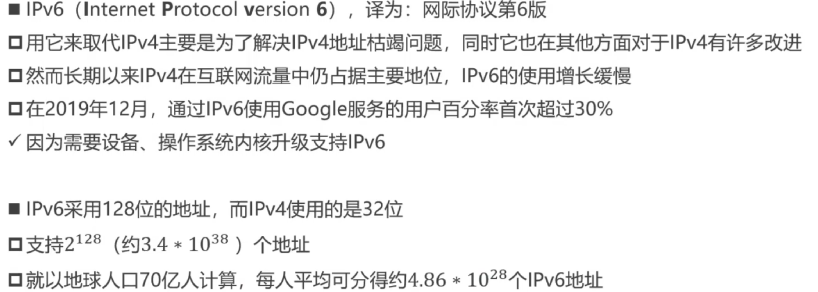 ■ IPv6（Internet Protocol version 6），译为：网际协议第6版
□ 用它来取代IPv4主要是为了解决IPv4地址枯竭问题，同时它也在其他方面对于IPv4有许多改进
□ 然而长期以来IPv4在互联网流量中仍占据主要地位，IPv6的使用增长缓慢
□ 在2019年12月，通过IPv6使用Google服务的用户百分率首次超过30%
✓ 因为需要设备、操作系统内核升级支持IPv6
■ IPv6采用128位的地址，而IPv4使用的是32位
□ 支持2¹²⁸（约3.4 * 10³⁸ ）个地址
□ 就以地球人口70亿人计算，每人平均可分得约4.86 * 10²⁸个IPv6地址